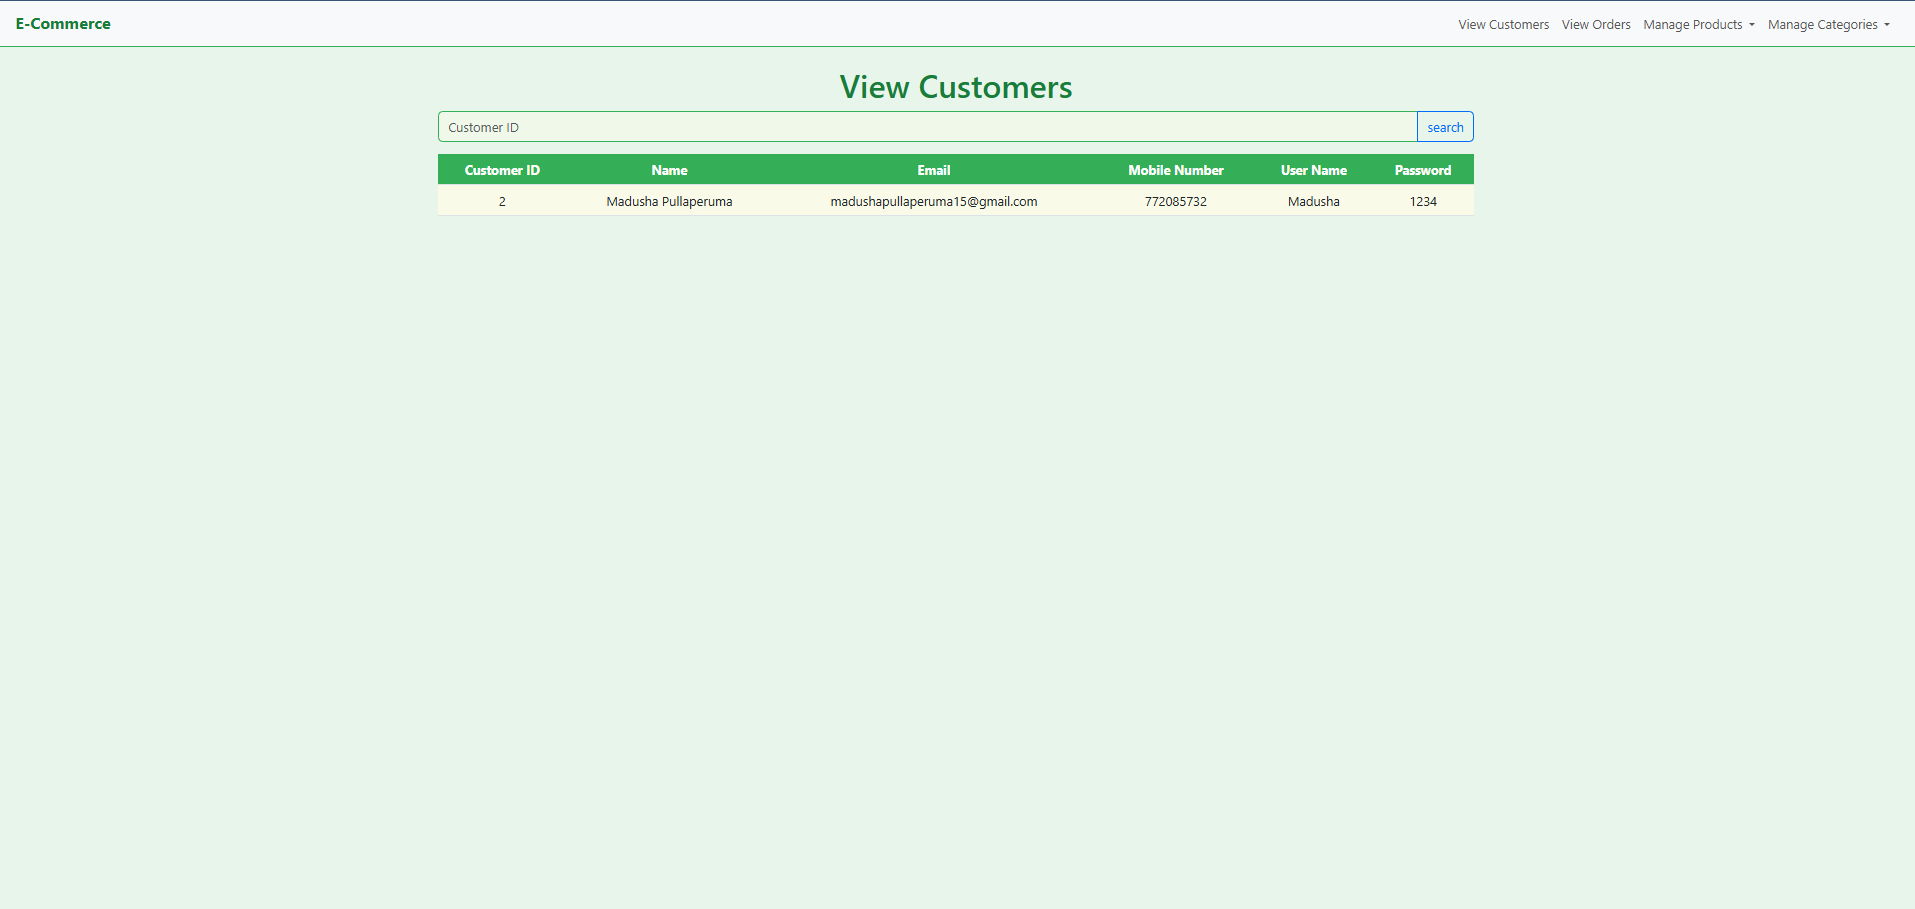 E-Commerce View Customers View Orders Manage Products Manage Categories
View Customers
Customer ID search
Customer ID Name Email Mobile Number User Name Password
2 Madusha Pullaperuma madushapullaperuma15@gmail.com 772085732 Madusha 1234